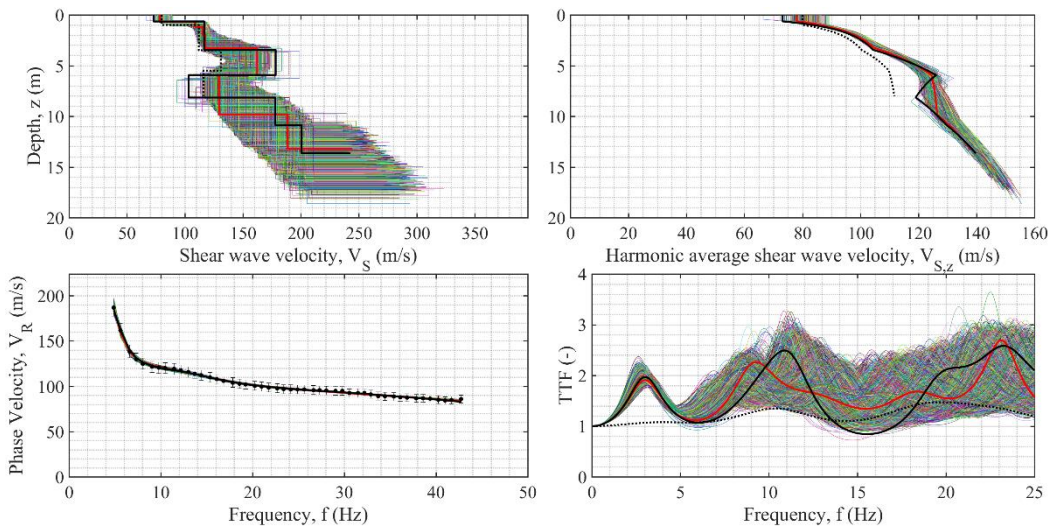 0
5
10
15
20
Depth, z (m)
0 50 100 150 200 250 300 350
Shear wave velocity, V_S (m/s)
0
5
10
15
20
0 20 40 60 80 100 120 140 160
Harmonic average shear wave velocity, V_S,z (m/s)
200
150
100
50
0
Phase Velocity, V_R (m/s)
0 10 20 30 40 50
Frequency, f (Hz)
4
3
2
1
0
TTF (-)
0 5 10 15 20 25
Frequency, f (Hz)